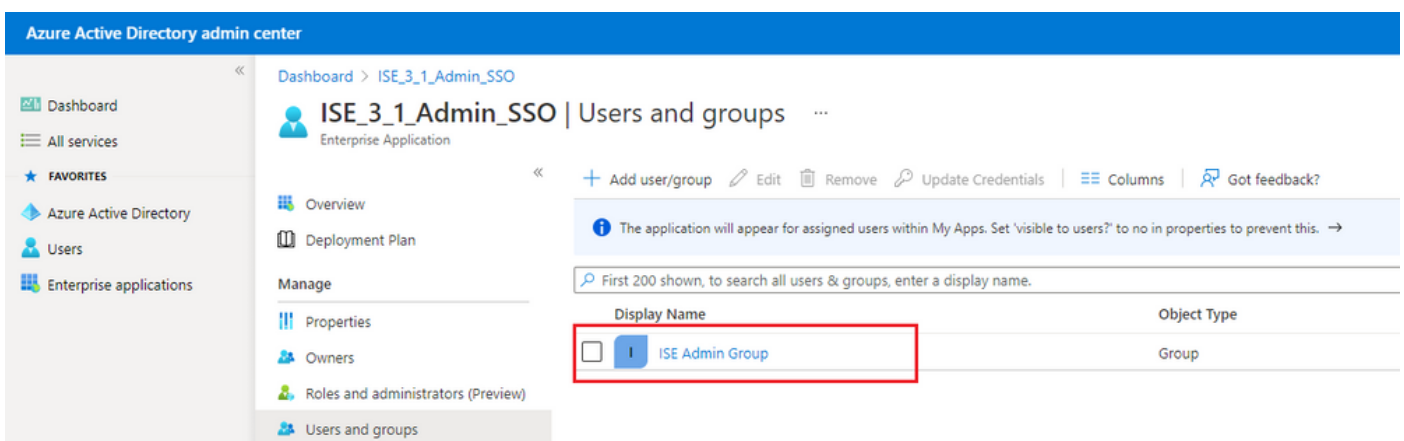 Azure Active Directory admin center
«
Dashboard
All services
FAVORITES
Azure Active Directory
Users
Enterprise applications
Dashboard > ISE_3_1_Admin_SSO
ISE_3_1_Admin_SSO | Users and groups ...
Enterprise Application
«
Overview
Deployment Plan
Manage
Properties
Owners
Roles and administrators (Preview)
Users and groups
+ Add user/group Edit Remove Update Credentials Columns Got feedback?
The application will appear for assigned users within My Apps. Set 'visible to users?' to no in properties to prevent this. →
First 200 shown, to search all users & groups, enter a display name.
Display Name Object Type
I ISE Admin Group Group